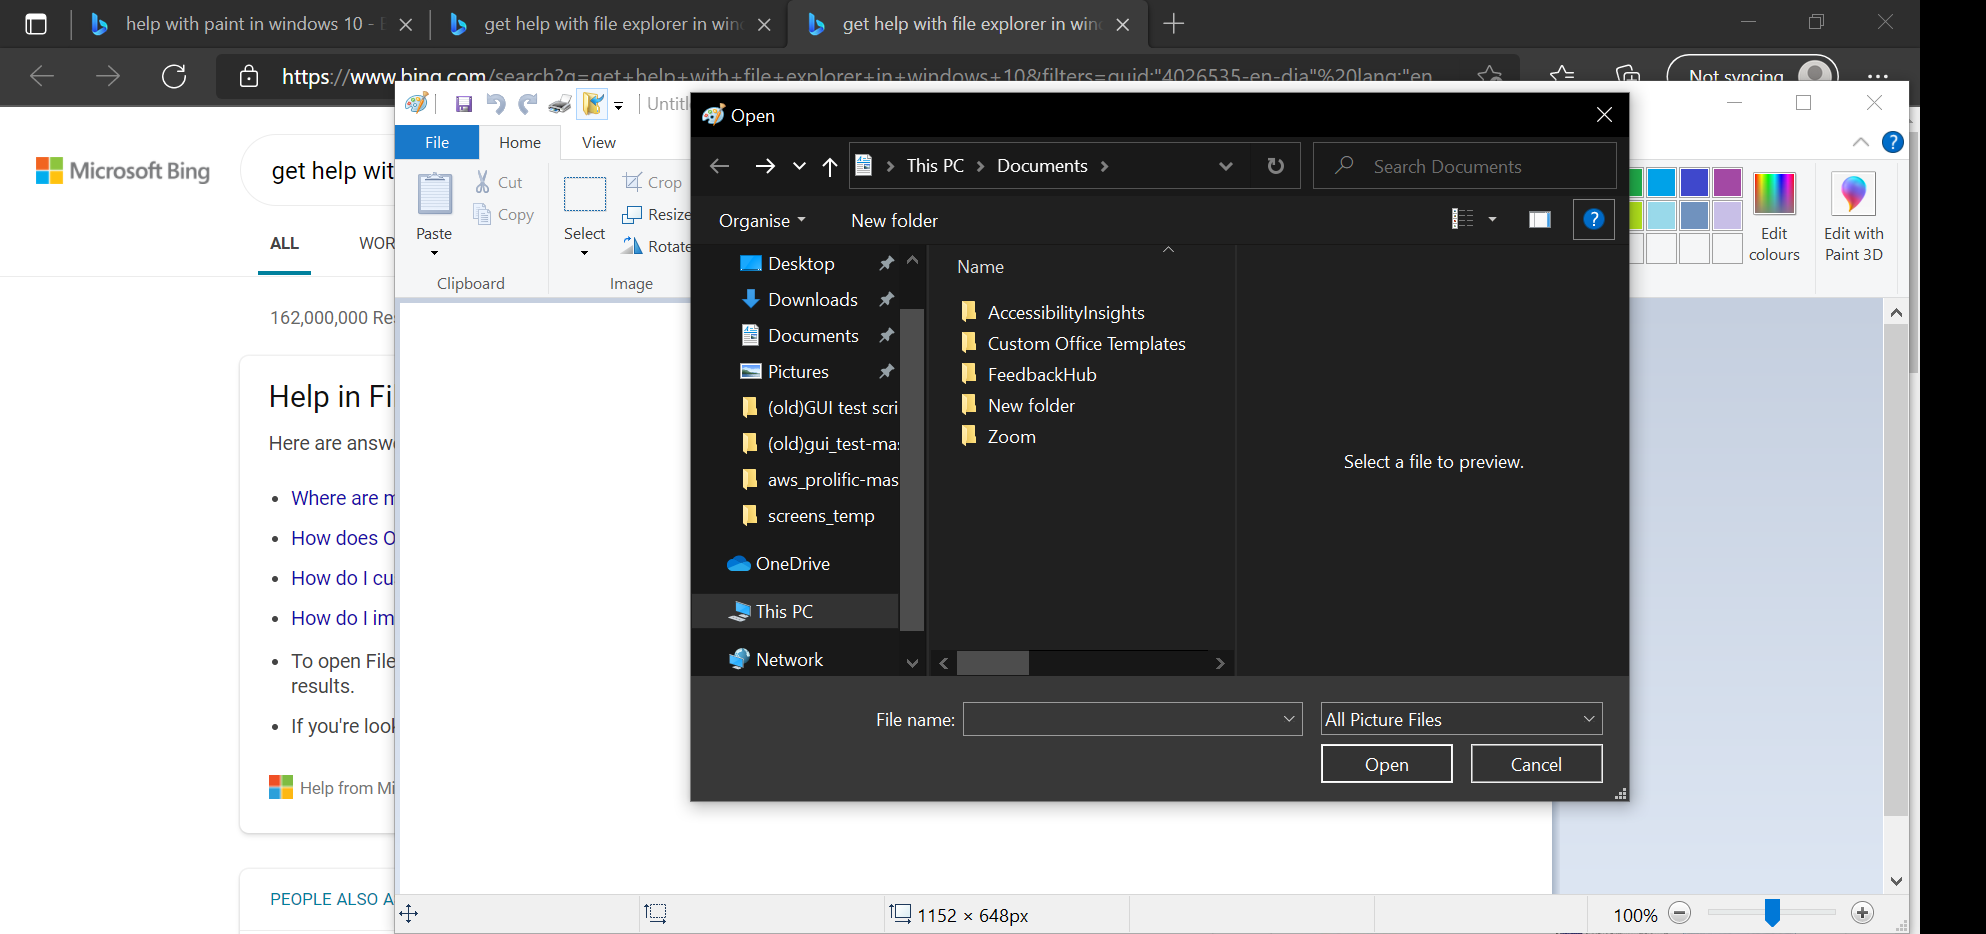 help with paint in windows 10 -
get help with file explorer in win
get help with file explorer in win
https://www.bing.com/search?q=get+help+with+file+explorer+in+windows+10&filters=guid:"4026535-en-dia"%20lang:"en
Not syncing
Microsoft Bing
get help wit
ALL
WOR
162,000,000 Re
Help in Fi
Here are answ
Where are m
How does O
How do I cu
How do I im
To open File
results.
If you're look
Help from Mi
PEOPLE ALSO A
Untitl
File
Home
View
Paste
Cut
Copy
Clipboard
Select
Crop
Resize
Rotate
Image
Edit
colours
Edit with
Paint 3D
Open
This PC
Documents
Search Documents
Organise
New folder
Desktop
Downloads
Documents
Pictures
(old)GUI test scri
(old)gui_test-mas
aws_prolific-mas
screens_temp
OneDrive
This PC
Network
Name
AccessibilityInsights
Custom Office Templates
FeedbackHub
New folder
Zoom
Select a file to preview.
File name:
All Picture Files
Open
Cancel
1152 × 648px
100%